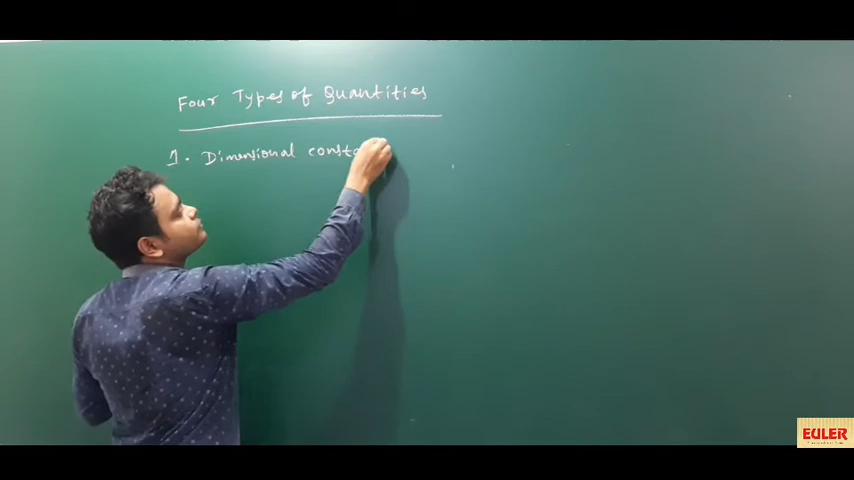 Four Types of Quantities
1. Dimensional consta
EULER